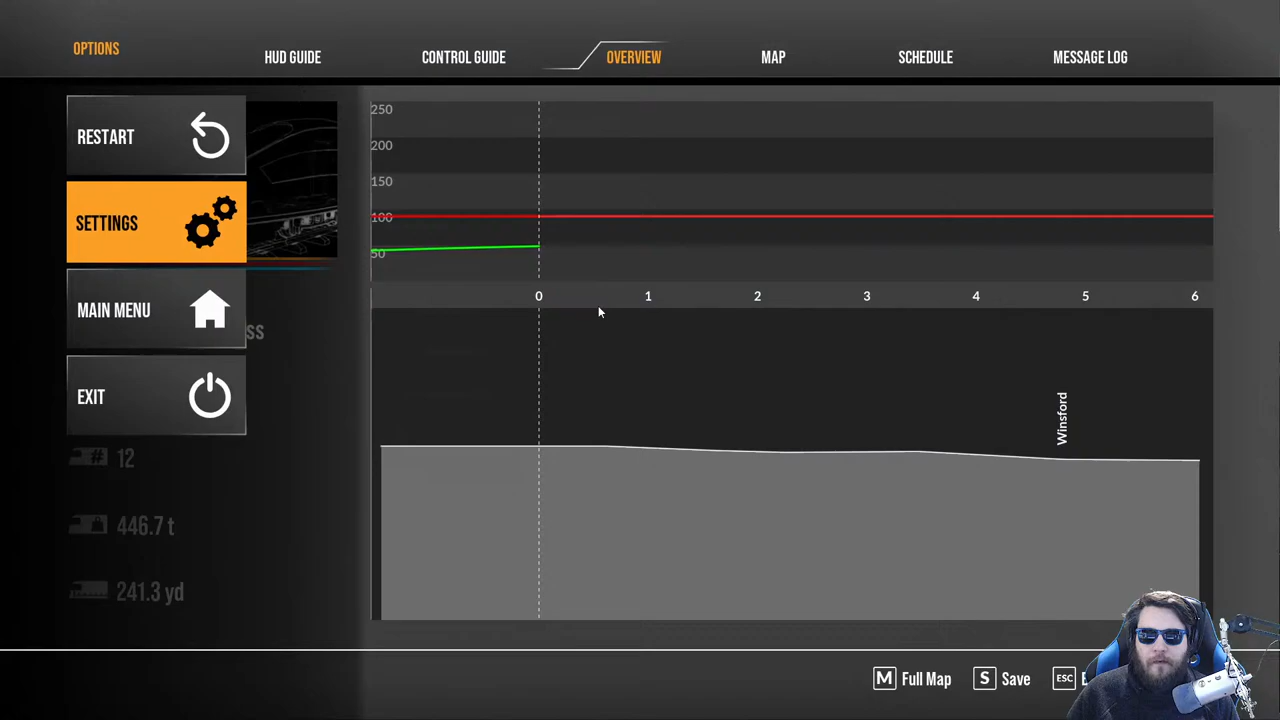 OPTIONS
HUD GUIDE
CONTROL GUIDE
OVERVIEW
MAP
SCHEDULE
MESSAGE LOG
RESTART
SETTINGS
MAIN MENU
EXIT
SS
# 12
446.7 t
241.3 yd
250
200
150
100
50
0 1 2 3 4 5 6
Winsford
M Full Map
S Save
ESC